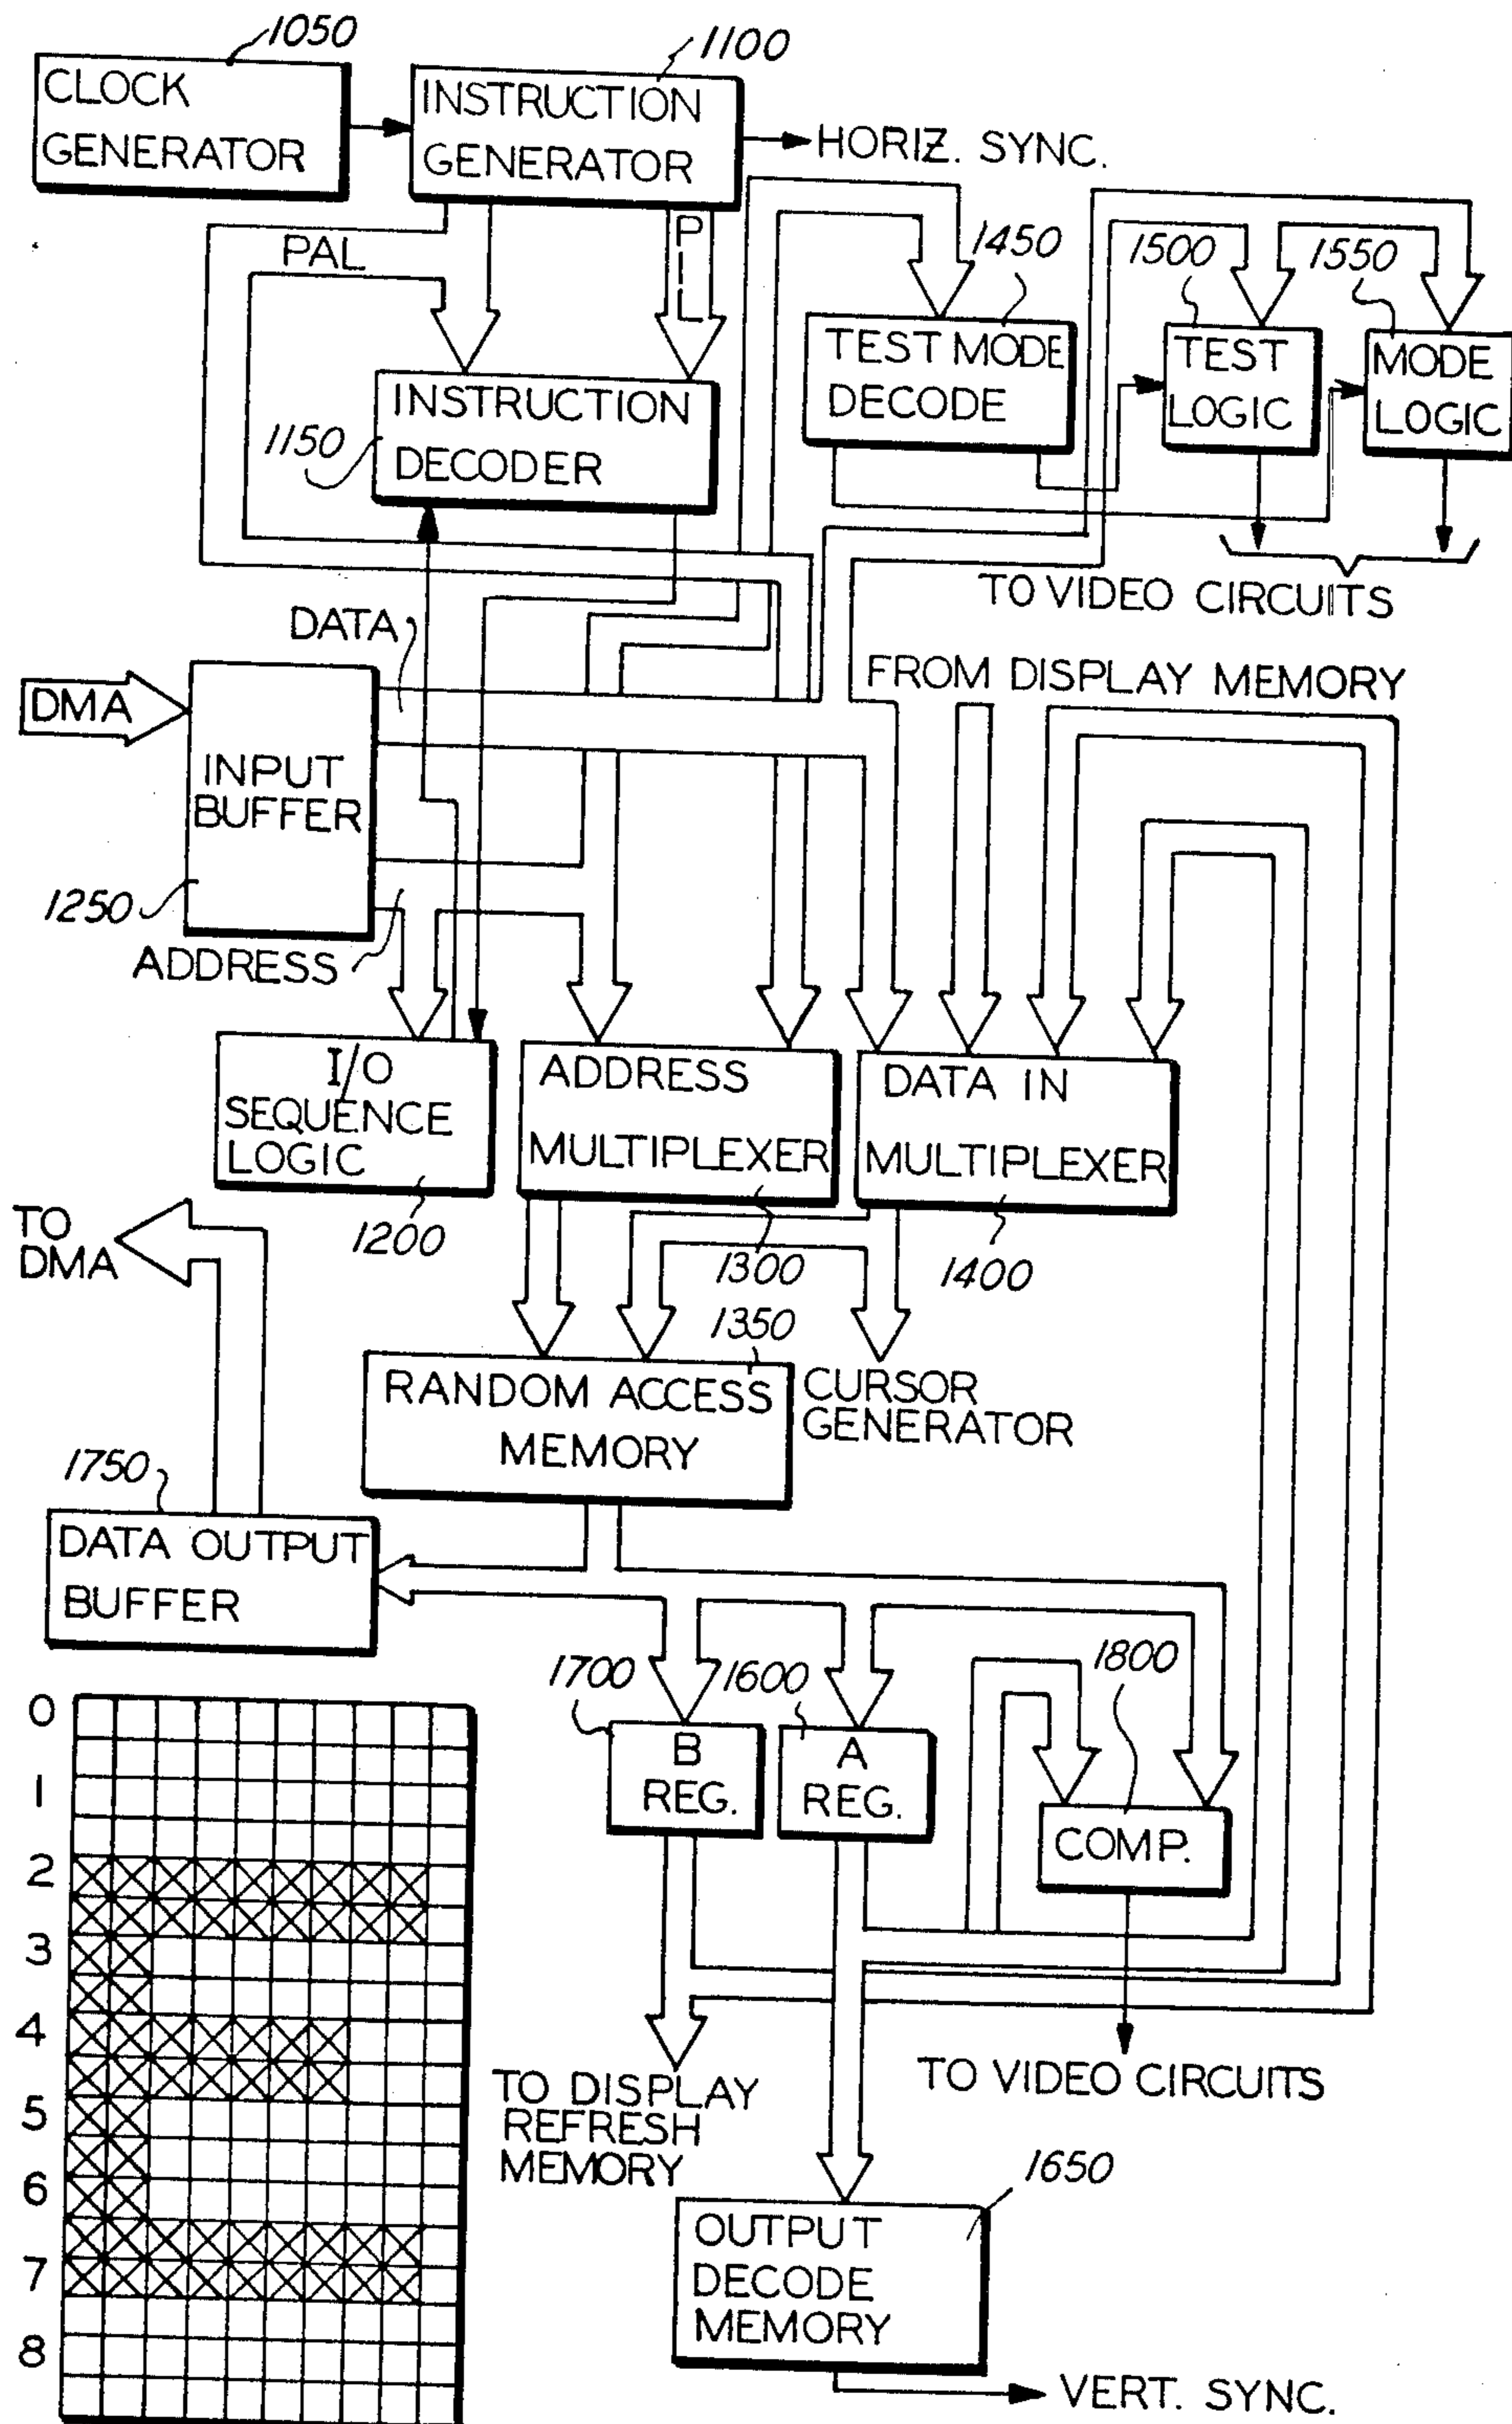 1050
CLOCK
GENERATOR
1100
INSTRUCTION
GENERATOR
HORIZ. SYNC.
PAL
PIL
1450
TEST MODE
DECODE
1500
TEST
LOGIC
1550
MODE
LOGIC
INSTRUCTION
DECODER
1150
TO VIDEO CIRCUITS
DATA
DMA
INPUT
BUFFER
1250
ADDRESS
FROM DISPLAY MEMORY
I/O
SEQUENCE
LOGIC
1200
ADDRESS
MULTIPLEXER
1300
DATA IN
MULTIPLEXER
1400
TO
DMA
1350
RANDOM ACCESS
MEMORY
CURSOR
GENERATOR
1750
DATA OUTPUT
BUFFER
1700
B
REG.
1600
A
REG.
1800
COMP.
0
1
2
3
4
5
6
7
8
TO DISPLAY
REFRESH
MEMORY
TO VIDEO CIRCUITS
1650
OUTPUT
DECODE
MEMORY
VERT. SYNC.